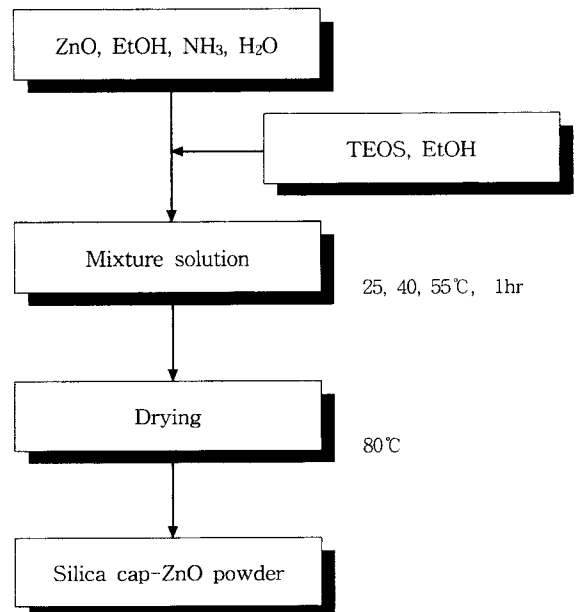 ZnO, EtOH, NH₃, H₂O
TEOS, EtOH
Mixture solution
25, 40, 55℃, 1hr
Drying
80℃
Silica cap-ZnO powder